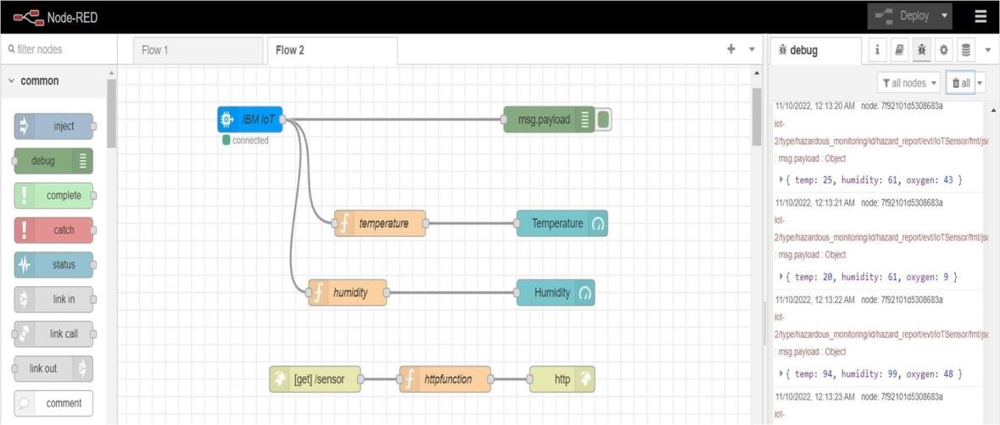 Node-RED
Deploy
filter nodes
Flow 1
Flow 2
debug
i
all nodes
all
common
inject
debug
complete
catch
status
link in
link call
link out
comment
IBM IoT
connected
msg.payload
temperature
Temperature
humidity
Humidity
[get] /sensor
httpfunction
http
11/10/2022, 12:13:20 AM node: 7f92101d5308683a
iot-
2/type/hazardous_monitoring/id/hazard_report/evt/IoTSensor/fmt/jsc
: msg.payload : Object
{ temp: 25, humidity: 61, oxygen: 43 }
11/10/2022, 12:13:21 AM node: 7f92101d5308683a
iot-
2/type/hazardous_monitoring/id/hazard_report/evt/IoTSensor/fmt/jsc
: msg.payload : Object
{ temp: 20, humidity: 61, oxygen: 9 }
11/10/2022, 12:13:22 AM node: 7f92101d5308683a
iot-
2/type/hazardous_monitoring/id/hazard_report/evt/IoTSensor/fmt/jsc
: msg.payload : Object
{ temp: 94, humidity: 99, oxygen: 48 }
11/10/2022, 12:13:23 AM node: 7f92101d5308683a
iot-